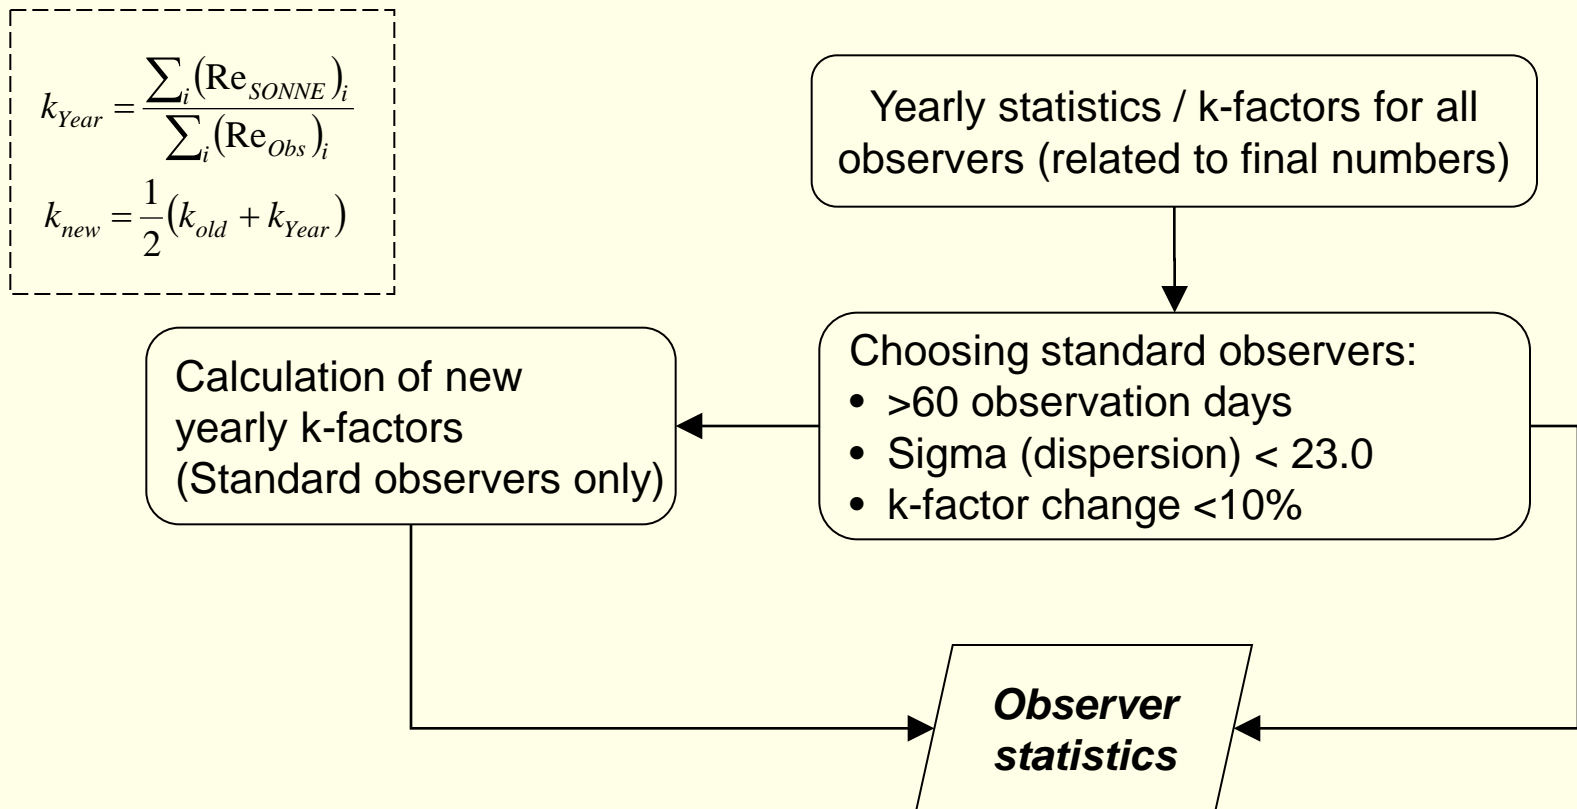 k_Year = ∑_i (Re_SONNE)_i / ∑_i (Re_Obs)_i
k_new = 1/2 (k_old + k_Year)
Yearly statistics / k-factors for all
observers (related to final numbers)
Calculation of new
yearly k-factors
(Standard observers only)
Choosing standard observers:
• >60 observation days
• Sigma (dispersion) < 23.0
• k-factor change <10%
Observer
statistics